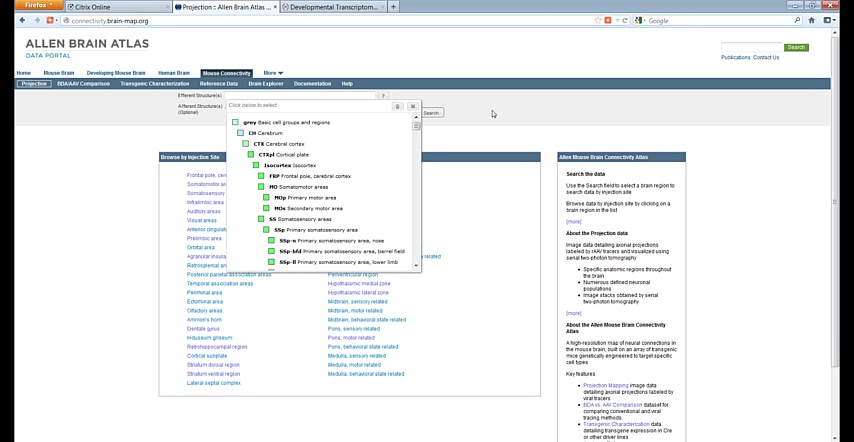 Firefox
Citrix Online
Projection :: Allen Brain Atlas ...
Developmental Transcriptom...
connectivity.brain-map.org
Google
ALLEN BRAIN ATLAS
DATA PORTAL
Search
Publications Contact Us
Home Mouse Brain Developing Mouse Brain Human Brain Mouse Connectivity More
Projection BDA/AAV Comparison Transgenic Characterization Reference Data Brain Explorer Documentation Help
Efferent Structure(s) ?
Afferent Structure(s)
(Optional)
Search
Click below to select
grey Basic cell groups and regions
CH Cerebrum
CTX Cerebral cortex
CTXpl Cortical plate
Isocortex Isocortex
FRP Frontal pole, cerebral cortex
MO Somatomotor areas
MOp Primary motor area
MOs Secondary motor area
SS Somatosensory areas
SSp Primary somatosensory area
SSp-n Primary somatosensory area, nose
SSp-bfd Primary somatosensory area, barrel field
SSp-ll Primary somatosensory area, lower limb
Browse by Injection Site
Frontal pole, ce
Somatomotor ar
Somatosensory
Infralimbic area
Auditory areas
Visual areas
Anterior cingulat
Prelimbic area
Orbital area
Agranular insula
Retrosplenial are
Posterior parietal association areas
Temporal association areas
Perirhinal area
Ectorhinal area
Olfactory areas
Ammon's horn
Dentate gyrus
Induseum griseum
Retrohippocampal region
Cortical subplate
Striatum dorsal region
Striatum ventral region
Lateral septal complex
elated
Periventricular region
Hypothalamic medial zone
Hypothalamic lateral zone
Midbrain, sensory related
Midbrain, motor related
Midbrain, behavioral state related
Pons, sensory related
Pons, motor related
Pons, behavioral state related
Medulla, sensory related
Medulla, motor related
Medulla, behavioral state related
Allen Mouse Brain Connectivity Atlas
Search the data
Use the Search field to select a brain region to
search data by injection site
Browse data by injection site by clicking on a
brain region in the list
[more]
About the Projection data
Image data detailing axonal projections labeled
by rAAV tracers and visualized using
serial two-photon tomography
Specific anatomic regions throughout
the brain
Numerous defined neuronal
populations
Image stacks obtained by serial
two-photon tomography
[more]
About the Allen Mouse Brain Connectivity
Atlas
A high-resolution map of neural connections in
the mouse brain, built on an array of transgenic
mice genetically engineered to target specific
cell types
Key features
Projection Mapping image data
detailing axonal projections labeled by
viral tracers
BDA vs. AAV Comparison dataset for
comparing conventional and viral
tracing methods
Transgenic Characterization data
detailing transgene expression in Cre
or other driver lines